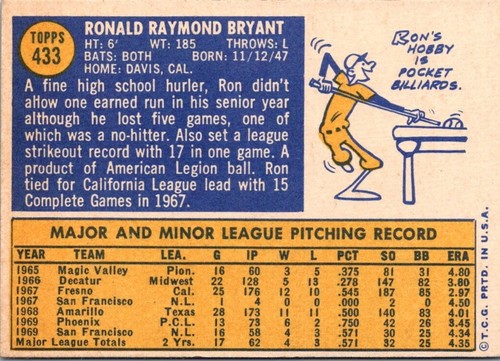 TOPPS
433
RONALD RAYMOND BRYANT
HT: 6' WT: 185 THROWS: L
BATS: BOTH BORN: 11/12/47
HOME: DAVIS, CAL.
A fine high school hurler, Ron didn't
allow one earned run in his senior year
although he lost five games, one of
which was a no-hitter. Also set a league
strikeout record with 17 in one game. A
product of American Legion ball. Ron
tied for California League lead with 15
Complete Games in 1967.
RON'S
HOBBY
IS
POCKET
BILLIARDS.
MAJOR AND MINOR LEAGUE PITCHING RECORD
YEAR TEAM LEA. G IP W L PCT SO BB ERA
1965 Magic Valley Pion. 16 60 3 5 .375 81 31 4.80
1966 Decatur Midwest 22 128 5 13 .278 147 82 3.80
1967 Fresno Cal. 25 176 12 10 .545 187 85 2.97
1967 San Francisco N.L. 1 4 0 0 .000 2 0 4.50
1968 Amarillo Texas 28 173 11 11 .500 140 83 4.01
1969 Phoenix P.C.L. 13 73 6 2 .750 42 26 3.45
1969 San Francisco N.L. 16 58 4 3 .571 30 25 4.34
Major League Totals 2 Yrs. 17 62 4 3 .571 32 25 4.35
© T.C.G. PRTD. IN U.S.A.